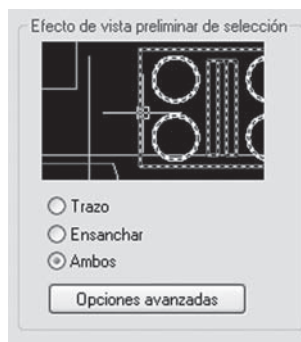 Efecto de vista preliminar de selección
Trazo
Ensanchar
Ambos
Opciones avanzadas